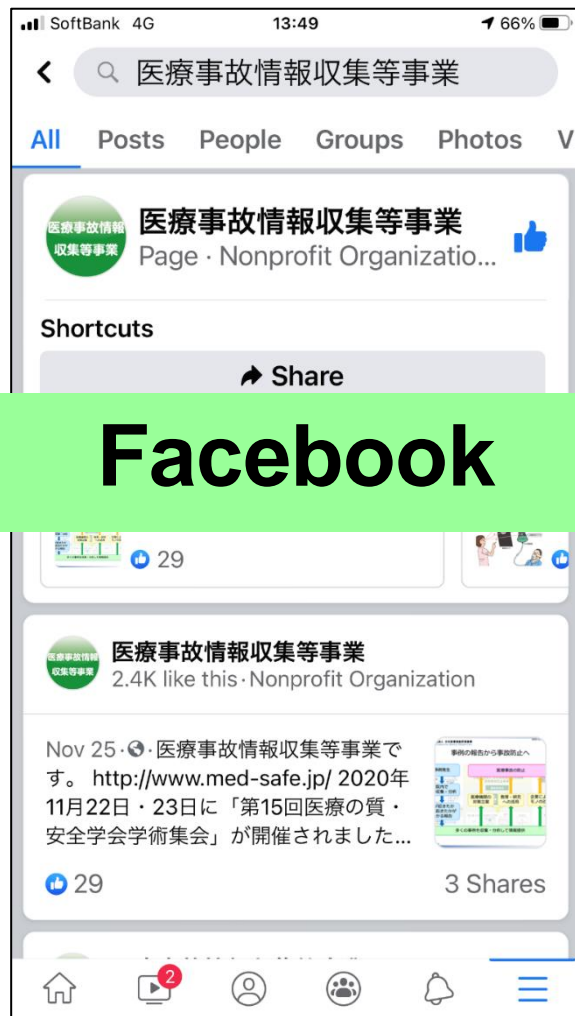 SoftBank 4G 13:49 66%
医療事故情報収集等事業
All Posts People Groups Photos V
医療事故情報
収集等事業
医療事故情報収集等事業
Page · Nonprofit Organizatio...
Shortcuts
Share
Facebook
29
医療事故情報
収集等事業
医療事故情報収集等事業
2.4K like this · Nonprofit Organization
Nov 25 · 医療事故情報収集等事業で
す。 http://www.med-safe.jp/ 2020年
11月22日・23日に「第15回医療の質・
安全学会学術集会」が開催されました...
事例の報告から事故防止へ
29 3 Shares
2